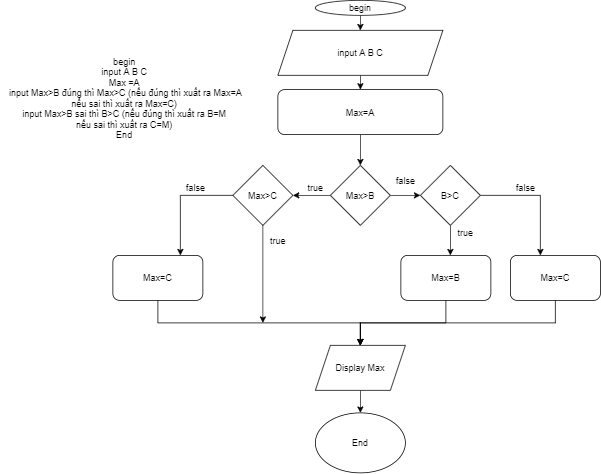 begin
input A B C
begin
input A B C
Max =A
input Max>B đúng thì Max>C (nếu đúng thì xuất ra Max=A
nếu sai thì xuất ra Max=C)
input Max>B sai thì B>C (nếu đúng thì xuất ra B=M
nếu sai thì xuất ra C=M)
End
Max=A
false
Max>C
true
Max>B
false
B>C
false
true
true
Max=C
Max=B
Max=C
Display Max
End